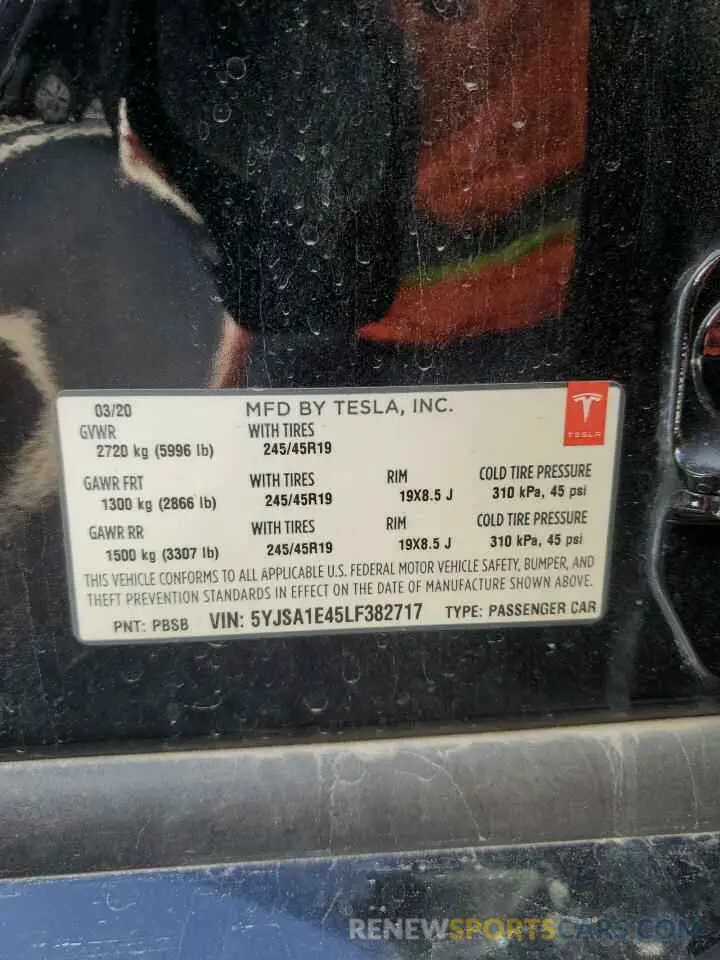 03/20 MFD BY TESLA, INC.
TESLA
GVWR WITH TIRES
2720 kg (5996 lb) 245/45R19
GAWR FRT WITH TIRES RIM COLD TIRE PRESSURE
1300 kg (2866 lb) 245/45R19 19X8.5 J 310 kPa, 45 psi
GAWR RR WITH TIRES RIM COLD TIRE PRESSURE
1500 kg (3307 lb) 245/45R19 19X8.5 J 310 kPa, 45 psi
THIS VEHICLE CONFORMS TO ALL APPLICABLE U.S. FEDERAL MOTOR VEHICLE SAFETY, BUMPER, AND
THEFT PREVENTION STANDARDS IN EFFECT ON THE DATE OF MANUFACTURE SHOWN ABOVE.
PNT: PBSB VIN: 5YJSA1E45LF382717 TYPE: PASSENGER CAR
RENEWSPORTSCARS.COM